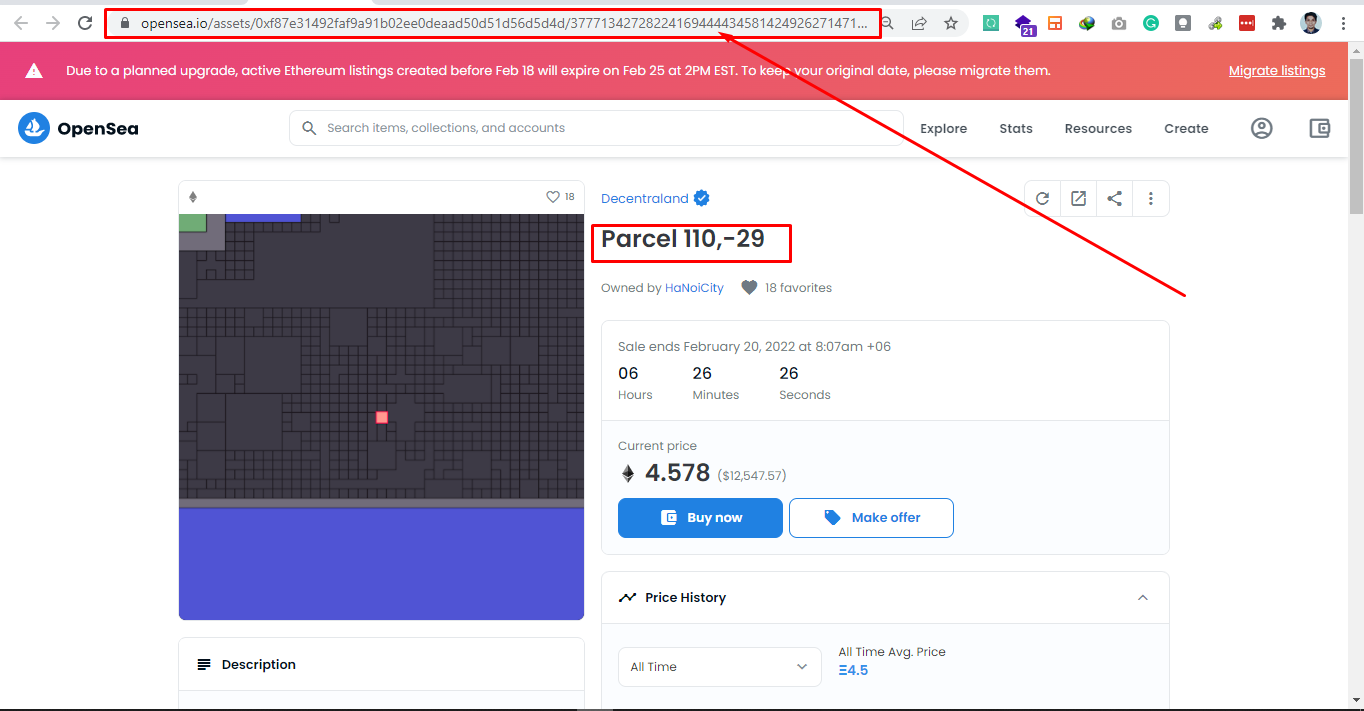 opensea.io/assets/0xf87e31492faf9a91b02ee0deaad50d51d56d5d4d/37771342728224169444434581424926271471...
21
Due to a planned upgrade, active Ethereum listings created before Feb 18 will expire on Feb 25 at 2PM EST. To keep your original date, please migrate them.
Migrate listings
OpenSea
Search items, collections, and accounts
Explore
Stats
Resources
Create
18
Decentraland
Parcel 110,-29
Owned by HaNoiCity
18 favorites
Sale ends February 20, 2022 at 8:07am +06
06 26 26
Hours Minutes Seconds
Current price
4.578 ($12,547.57)
Buy now
Make offer
Price History
All Time
All Time Avg. Price
Ξ4.5
Description